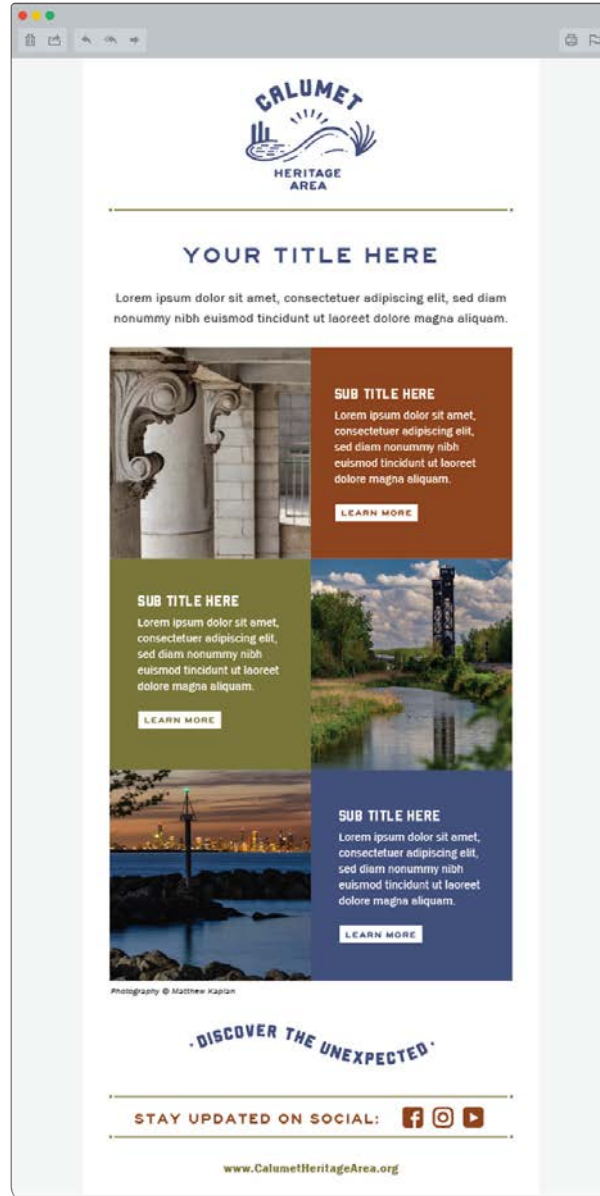 CALUMET
HERITAGE
AREA
YOUR TITLE HERE
Lorem ipsum dolor sit amet, consectetuer adipiscing elit, sed diam
nonummy nibh euismod tincidunt ut laoreet dolore magna aliquam.
SUB TITLE HERE
Lorem ipsum dolor sit amet,
consectetuer adipiscing elit,
sed diam nonummy nibh
euismod tincidunt ut laoreet
dolore magna aliquam.
LEARN MORE
SUB TITLE HERE
Lorem ipsum dolor sit amet,
consectetuer adipiscing elit,
sed diam nonummy nibh
euismod tincidunt ut laoreet
dolore magna aliquam.
LEARN MORE
SUB TITLE HERE
Lorem ipsum dolor sit amet,
consectetuer adipiscing elit,
sed diam nonummy nibh
euismod tincidunt ut laoreet
dolore magna aliquam.
LEARN MORE
Photography © Matthew Kaplan
· DISCOVER THE UNEXPECTED ·
STAY UPDATED ON SOCIAL:
www.CalumetHeritageArea.org